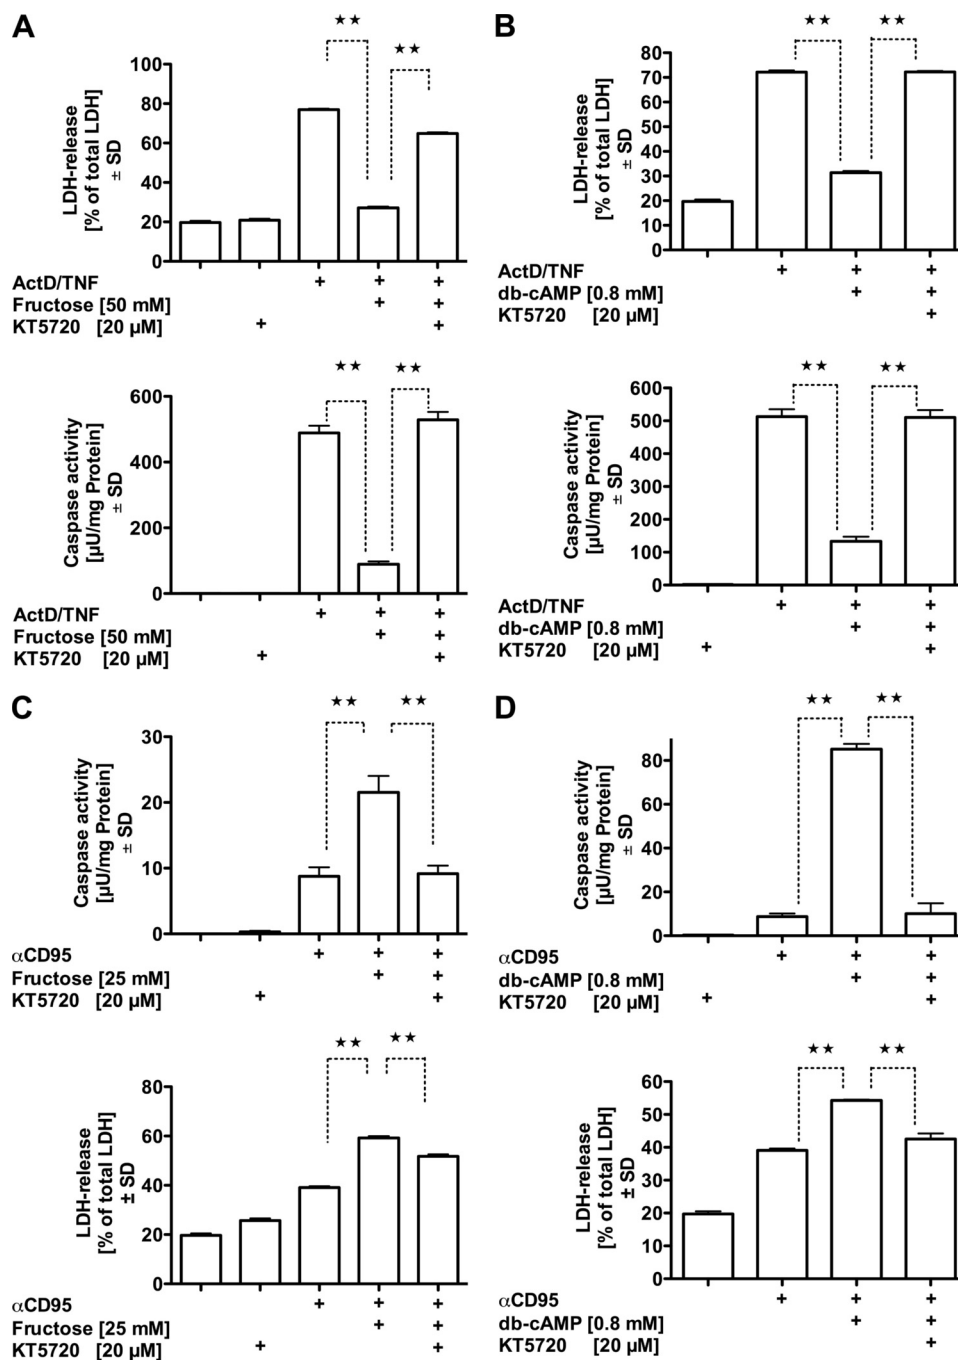 A
★★
★★
LDH-release
[% of total LDH]
± SD
100
80
60
40
20
0
ActD/TNF + + +
Fructose [50 mM] + +
KT5720 [20 µM] + +
★★
★★
Caspase activity
[µU/mg Protein]
± SD
600
400
200
0
ActD/TNF + + +
Fructose [50 mM] + +
KT5720 [20 µM] + +
B
★★
★★
LDH-release
[% of total LDH]
± SD
80
70
60
50
40
30
20
10
0
ActD/TNF + + +
db-cAMP [0.8 mM] + +
KT5720 [20 µM] +
★★
★★
Caspase activity
[µU/mg Protein]
± SD
600
500
400
300
200
100
0
ActD/TNF + + +
db-cAMP [0.8 mM] + +
KT5720 + [20 µM] +
C
★★
★★
Caspase activity
[µU/mg Protein]
± SD
30
20
10
0
αCD95 + + +
Fructose [25 mM] + +
KT5720 [20 µM] + +
★★
★★
LDH-release
[% of total LDH]
± SD
80
60
40
20
0
αCD95 + + +
Fructose [25 mM] + +
KT5720 [20 µM] + +
D
★★
★★
Caspase activity
[µU/mg Protein]
± SD
80
60
40
20
0
αCD95 + + +
db-cAMP [0.8 mM] + +
KT5720 [20 µM] + +
★★
★★
LDH-release
[% of total LDH]
± SD
60
50
40
30
20
10
0
αCD95 + + +
db-cAMP [0.8 mM] + +
KT5720 [20 µM] +